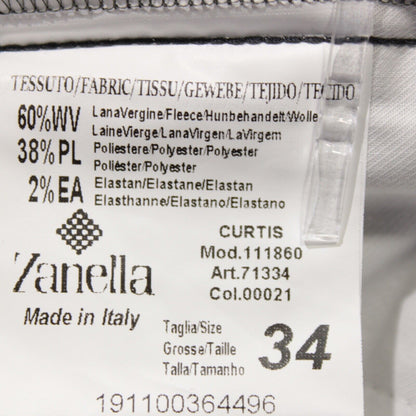 TESSUTO/FABRIC/TISSU/GEWEBE/TEJIDO/TECIDO
60%WV LanaVergine/Fleece/Hunbehandelt/Wolle
LaineVierge/LanaVirgen/LaVirgem
38%PL Poliestere/Polyester/Polyester
Poliéster/Polyester
2%EA Elastan/Elastane/Elastan
Elasthanne/Elastano/Elastano
Zanella
Made in Italy
CURTIS
Mod.111860
Art.71334
Col.00021
Taglia/Size
Grosse/Taille
Talla/Tamanho
34
191100364496